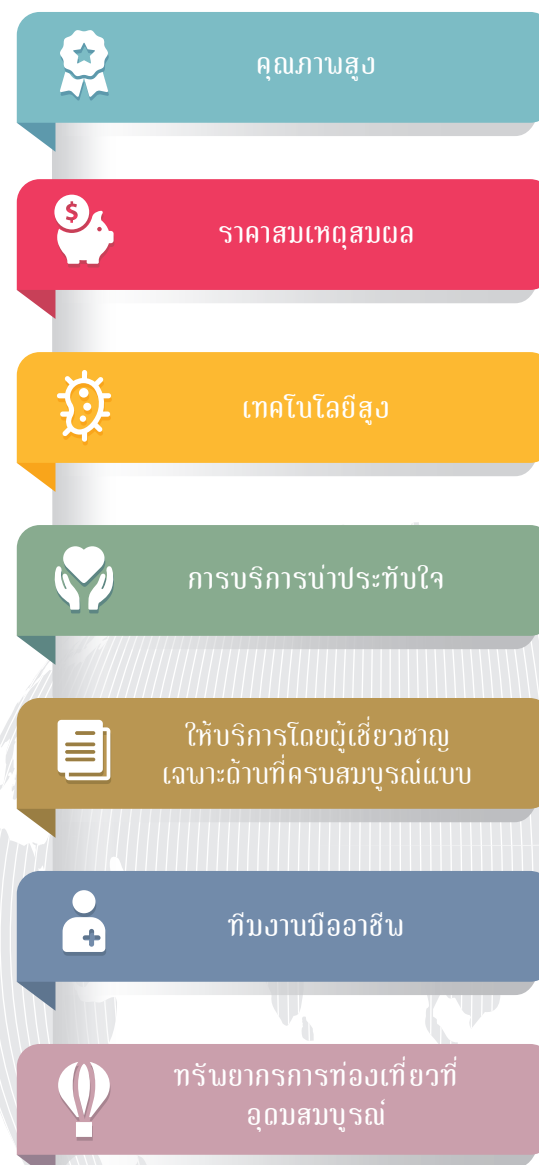 คุณภาพสูง
$
ราคาสมเหตุสมผล
เทคโนโลยีสูง
การบริการน่าประทับใจ
ให้บริการโดยผู้เชี่ยวชาญ
เฉพาะด้านที่ครบสมบูรณ์แบบ
ทีมงานมืออาชีพ
ทรัพยากรการท่องเที่ยวที่
อุดมสมบูรณ์